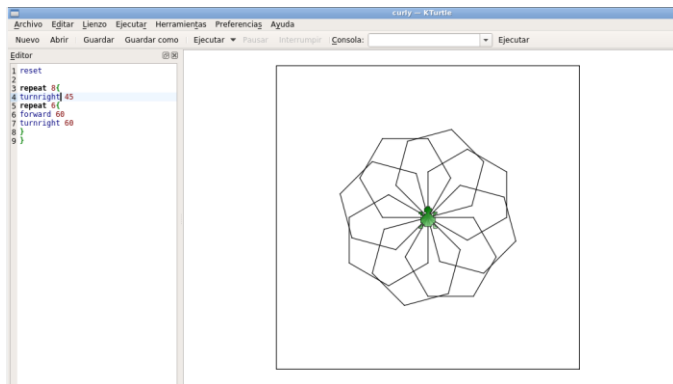 curly — KTurtle
Archivo Editar Lienzo Ejecutar Herramientas Preferencias Ayuda
Nuevo Abrir Guardar Guardar como Ejecutar Pausar Interrumpir Consola: Ejecutar
Editor
1 reset
2
3 repeat 8{
4 turnright 45
5 repeat 6{
6 forward 60
7 turnright 60
8 }
9 }